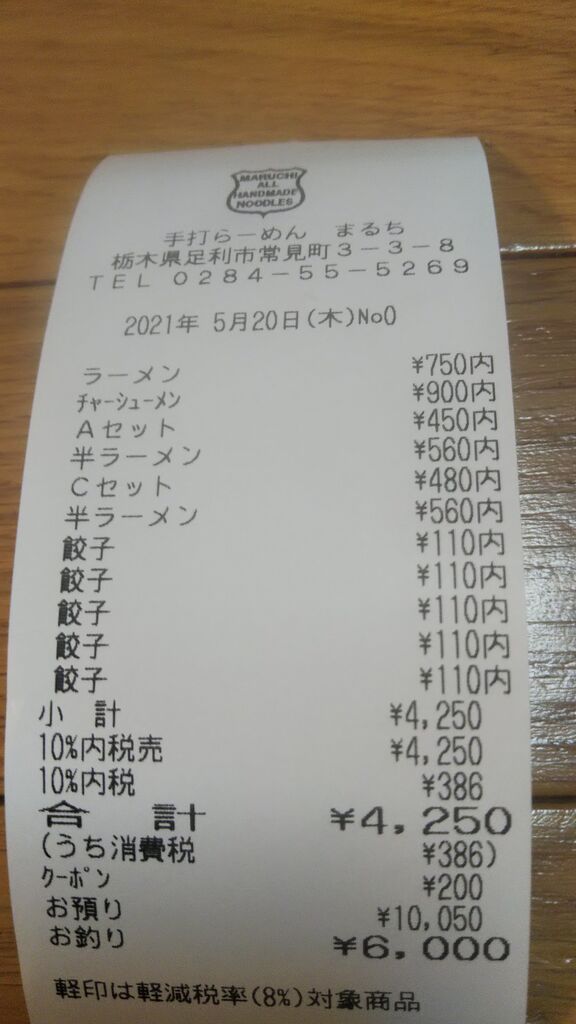 MARUCHI
ALL
HANDMADE
NOODLES
手打らーめん　まるち
栃木県足利市常見町３－３－８
ＴＥＬ ０２８４－５５－５２６９
2021年 5月20日(木)No0
ラーメン ¥750内
ﾁｬｰｼｭｰﾒﾝ ¥900内
Ａセット ¥450内
半ラーメン ¥560内
Ｃセット ¥480内
半ラーメン ¥560内
餃子 ¥110内
餃子 ¥110内
餃子 ¥110内
餃子 ¥110内
餃子 ¥110内
小　計 ¥4,250
10%内税売 ¥4,250
10%内税 ¥386
合　計 ¥4,250
(うち消費税 ¥386)
ｸｰﾎﾟﾝ ¥200
お預り ¥10,050
お釣り ¥6,000
軽印は軽減税率(8%)対象商品